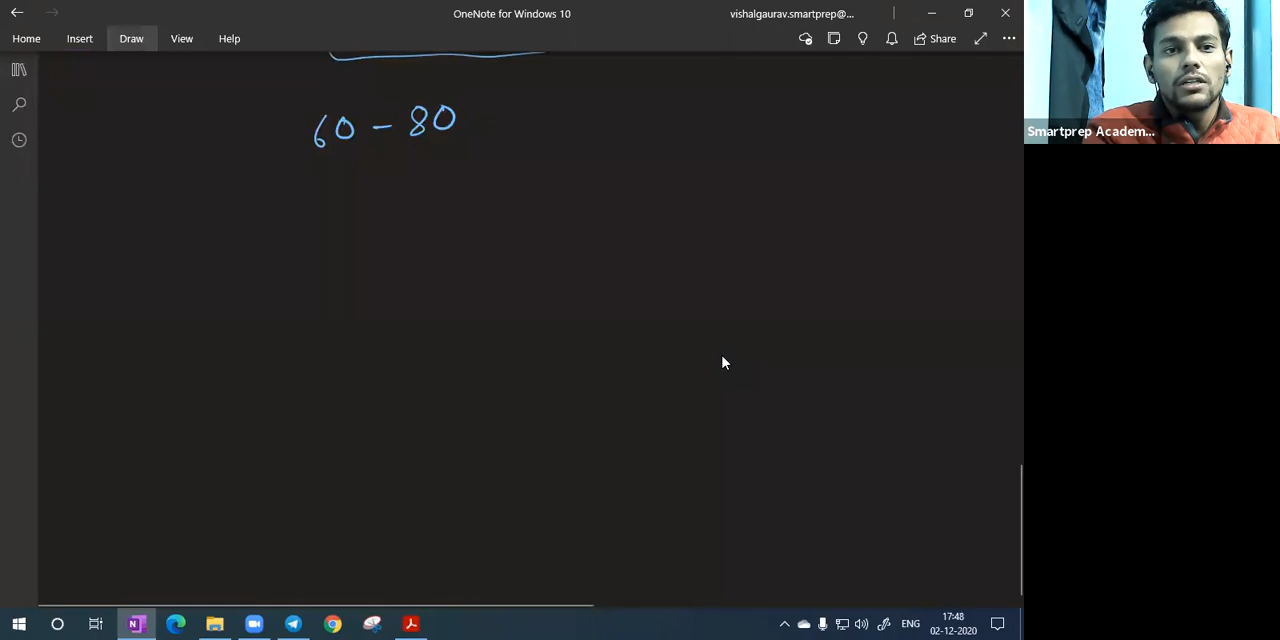 OneNote for Windows 10
vishalgaurav.smartprep@...
Home Insert Draw View Help
Share
60 - 80
Smartprep Academ...
ENG
17:48
02-12-2020